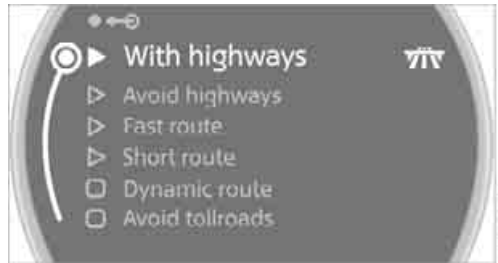 With highways
Avoid highways
Fast route
Short route
Dynamic route
Avoid tollroads